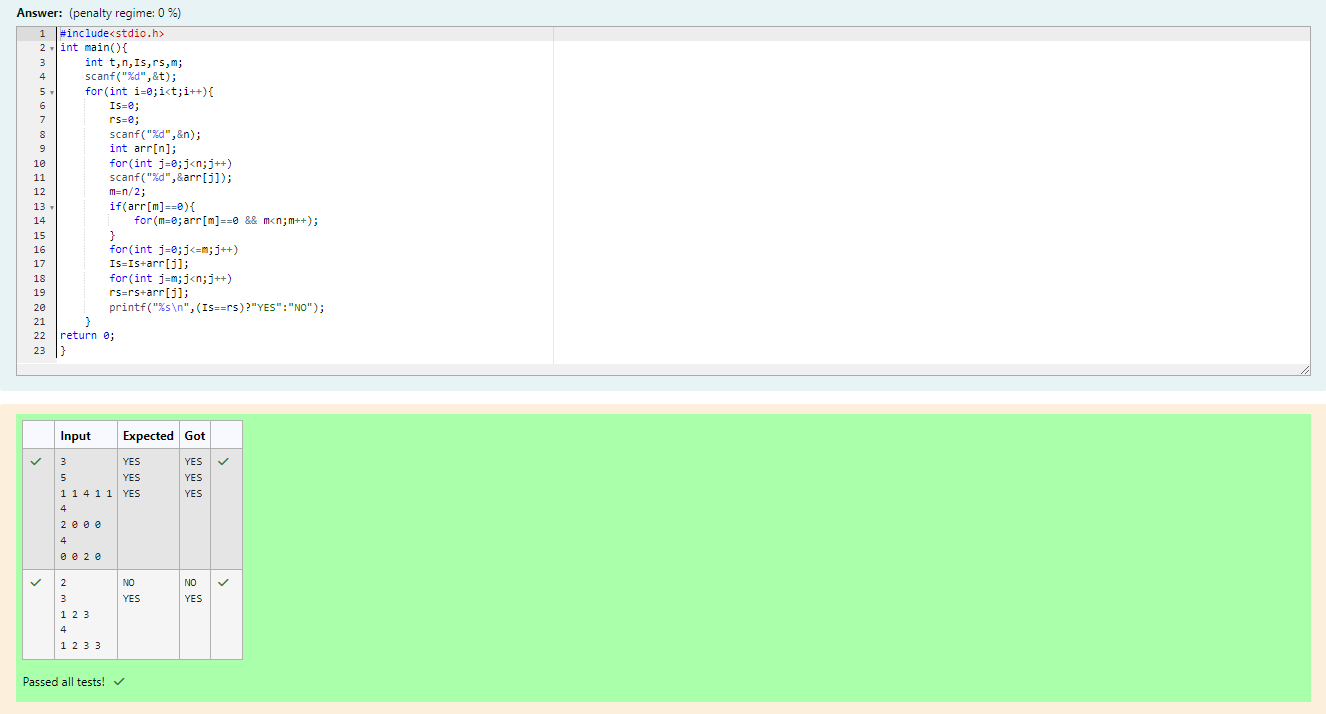 Answer: (penalty regime: 0 %)
1 #include<stdio.h>
2 int main(){
3     int t,n,Is,rs,m;
4     scanf("%d",&t);
5     for(int i=0;i<t;i++){
6         Is=0;
7         rs=0;
8         scanf("%d",&n);
9         int arr[n];
10         for(int j=0;j<n;j++)
11         scanf("%d",&arr[j]);
12         m=n/2;
13         if(arr[m]==0){
14             for(m=0;arr[m]==0 && m<n;m++);
15         }
16         for(int j=0;j<=m;j++)
17         Is=Is+arr[j];
18         for(int j=m;j<n;j++)
19         rs=rs+arr[j];
20         printf("%s\n",(Is==rs)?"YES":"NO");
21     }
22 return 0;
23 }
Input Expected Got
3 YES YES
5 YES YES
1 1 4 1 1 YES YES
4
2 0 0 0
4
0 0 2 0
2 NO NO
3 YES YES
1 2 3
4
1 2 3 3
Passed all tests!